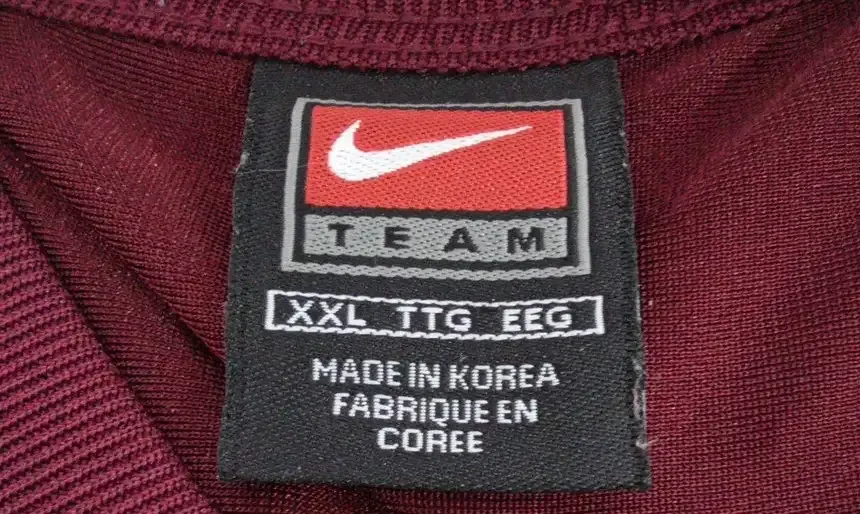 TEAM
XXL TTG EEG
MADE IN KOREA
FABRIQUE EN
COREE